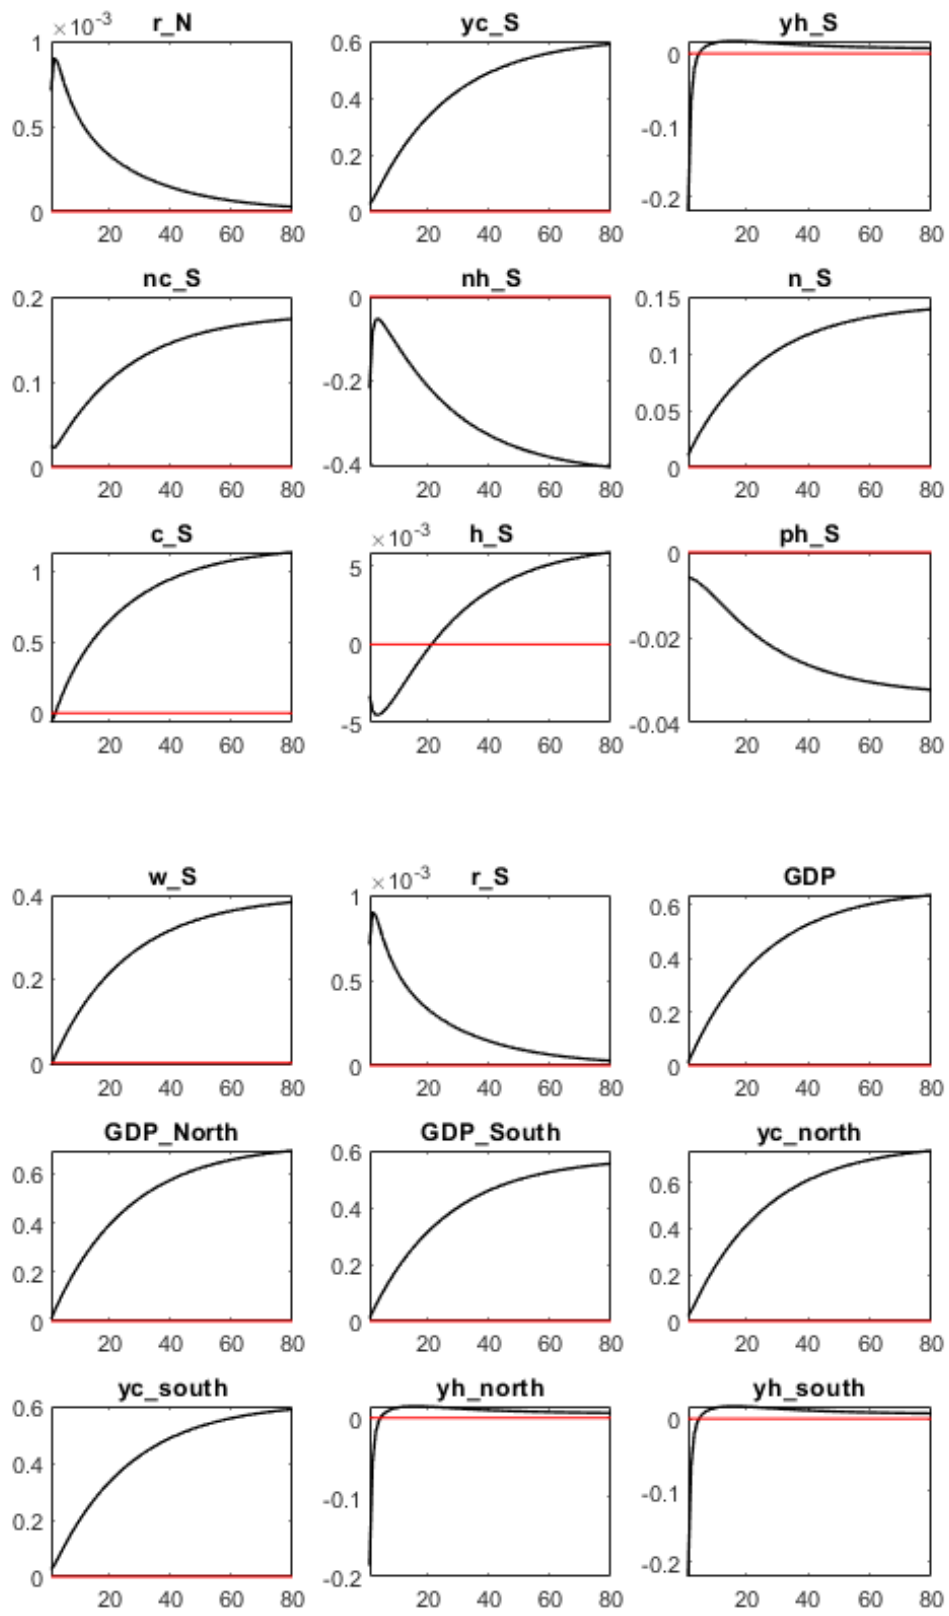 ×10^-3 r_N yc_S yh_S
1 0.6 0
0.5 0.4 -0.1
0.2
0 0 -0.2
20 40 60 80 20 40 60 80 20 40 60 80
nc_S nh_S n_S
0.2 0 0.15
0.1 -0.2 0.1
0.05
0 -0.4 0
20 40 60 80 20 40 60 80 20 40 60 80
c_S ×10^-3 h_S ph_S
1 5 0
0.5 0 -0.02
0 -5 -0.04
20 40 60 80 20 40 60 80 20 40 60 80
w_S ×10^-3 r_S GDP
0.4 1 0.6
0.2 0.5 0.4
0.2
0 0 0
20 40 60 80 20 40 60 80 20 40 60 80
GDP_North GDP_South yc_north
0.6 0.6 0.6
0.4 0.4 0.4
0.2 0.2 0.2
0 0 0
20 40 60 80 20 40 60 80 20 40 60 80
yc_south yh_north yh_south
0.6 0 0
0.4 -0.1 -0.1
0.2
0 -0.2 -0.2
20 40 60 80 20 40 60 80 20 40 60 80